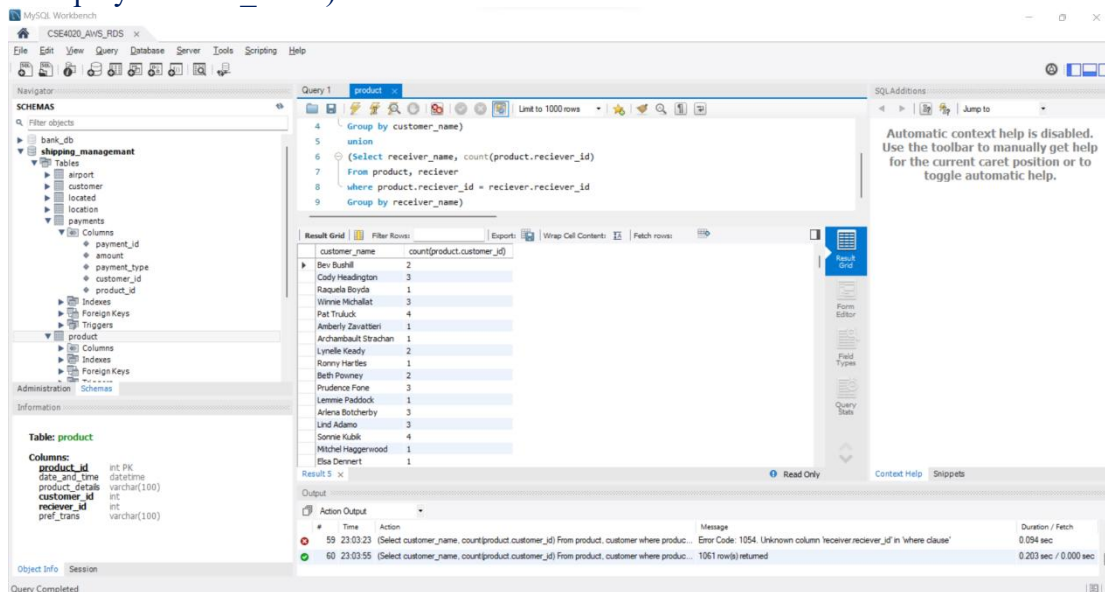 MySQL Workbench
CSE4020_AWS_RDS ×
File Edit View Query Database Server Tools Scripting Help
Navigator
SCHEMAS
Filter objects
bank_db
shipping_managemant
Tables
airport
customer
located
location
payments
Columns
payment_id
amount
payment_type
customer_id
product_id
Indexes
Foreign Keys
Triggers
product
Columns
Indexes
Foreign Keys
Administration Schemas
Information
Table: product
Columns:
product_id int PK
date_and_time datetime
product_details varchar(100)
customer_id int
reciever_id int
pref_trans varchar(100)
Object Info Session
Query Completed
Query 1 product ×
Limit to 1000 rows
4 Group by customer_name)
5 union
6 (Select receiver_name, count(product.reciever_id)
7 From product, reciever
8 where product.reciever_id = reciever.reciever_id
9 Group by receiver_name)
Result Grid Filter Rows: Export: Wrap Cell Content: Fetch rows:
customer_name count(product.customer_id)
Bev Bushill 2
Cody Headington 3
Raquela Boyda 1
Winnie Michallat 3
Pat Truluck 4
Amberly Zavattieri 1
Archambault Strachan 1
Lynelle Keady 2
Ronny Hartles 1
Beth Powney 2
Prudence Fone 3
Lemmie Paddock 1
Arlena Botcherby 3
Lind Adamo 3
Sonnie Kubik 4
Mitchel Haggerwood 1
Elsa Dennert 1
Result 5 × Read Only
Result
Grid
Form
Editor
Field
Types
Query
Stats
Output
Action Output
# Time Action Message Duration / Fetch
59 23:03:23 (Select customer_name, count(product.customer_id) From product, customer where produc... Error Code: 1054. Unknown column 'receiver.reciever_id' in 'where clause' 0.094 sec
60 23:03:55 (Select customer_name, count(product.customer_id) From product, customer where produc... 1061 row(s) returned 0.203 sec / 0.000 sec
SQLAdditions
Jump to
Automatic context help is disabled.
Use the toolbar to manually get help
for the current caret position or to
toggle automatic help.
Context Help Snippets